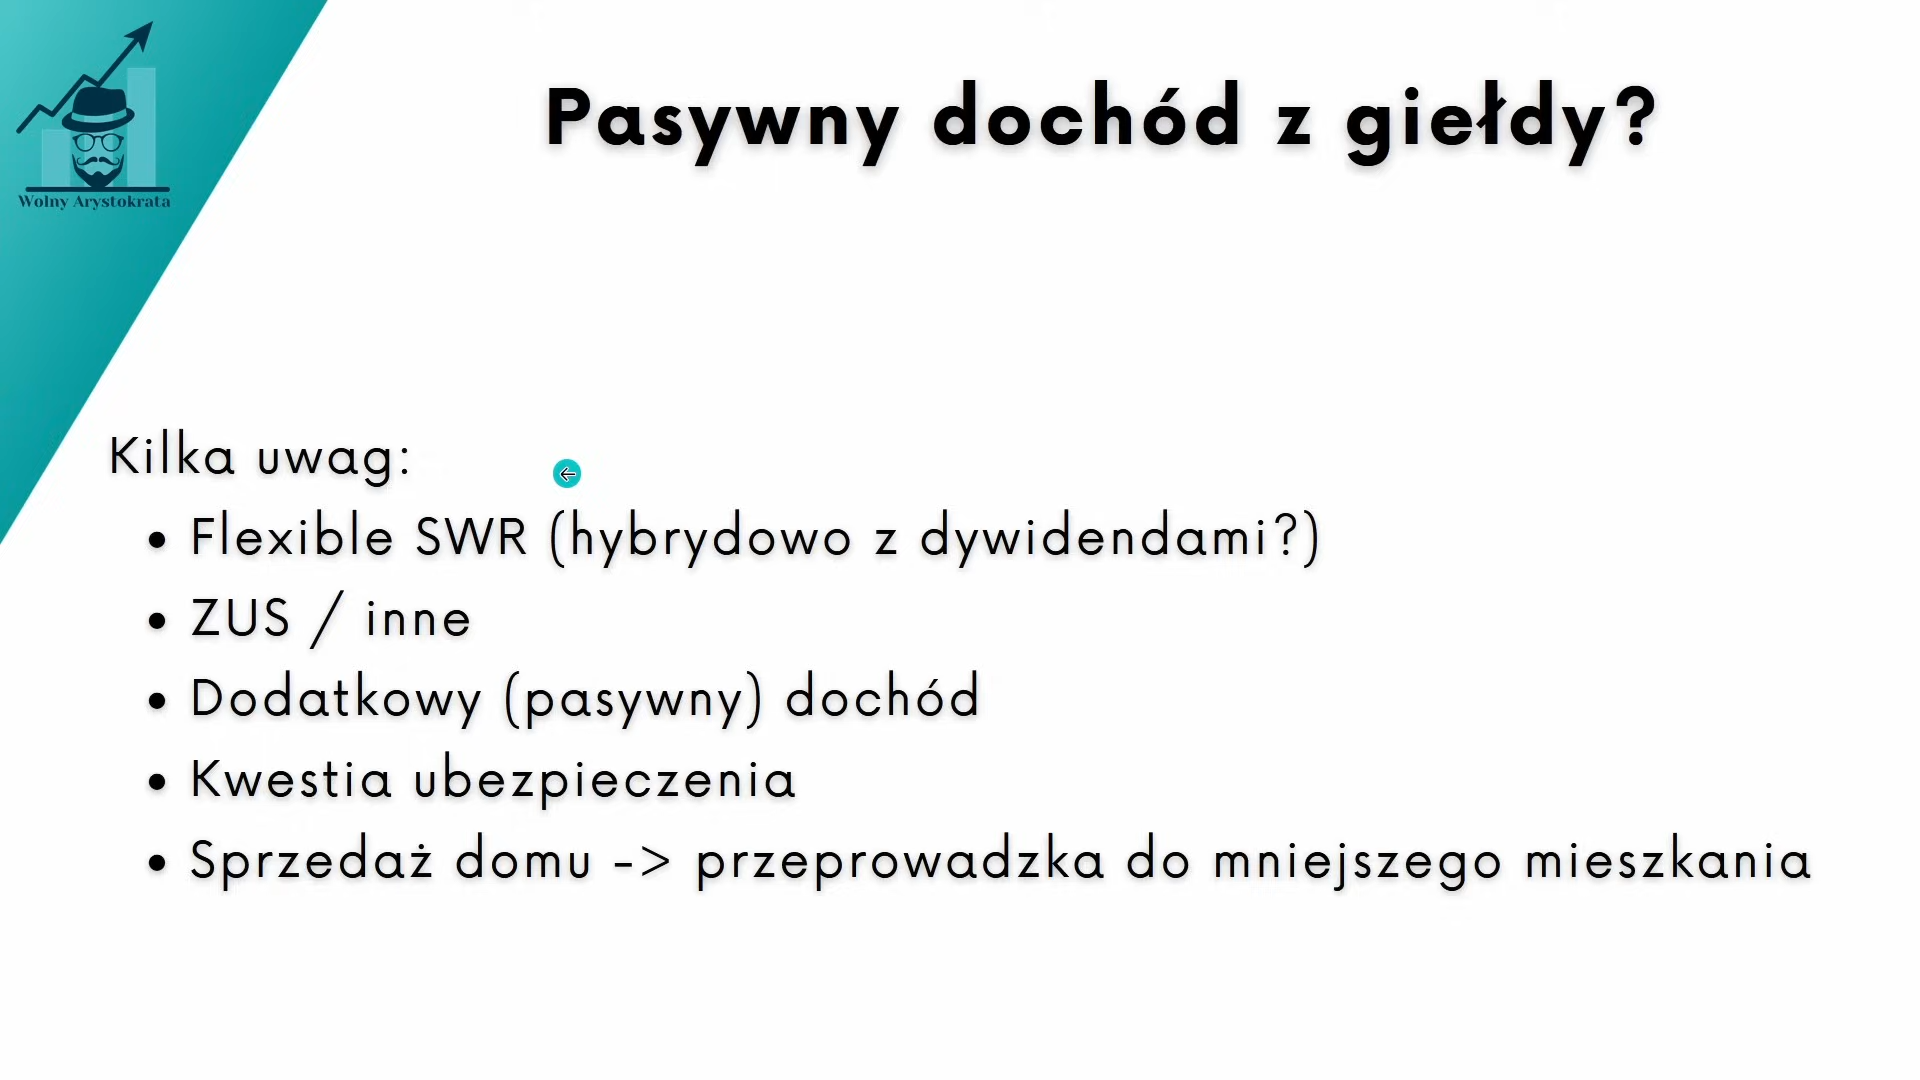 Wolny Arystokrata
Pasywny dochód z giełdy?
Kilka uwag:
• Flexible SWR (hybrydowo z dywidendami?)
• ZUS / inne
• Dodatkowy (pasywny) dochód
• Kwestia ubezpieczenia
• Sprzedaż domu -> przeprowadzka do mniejszego mieszkania